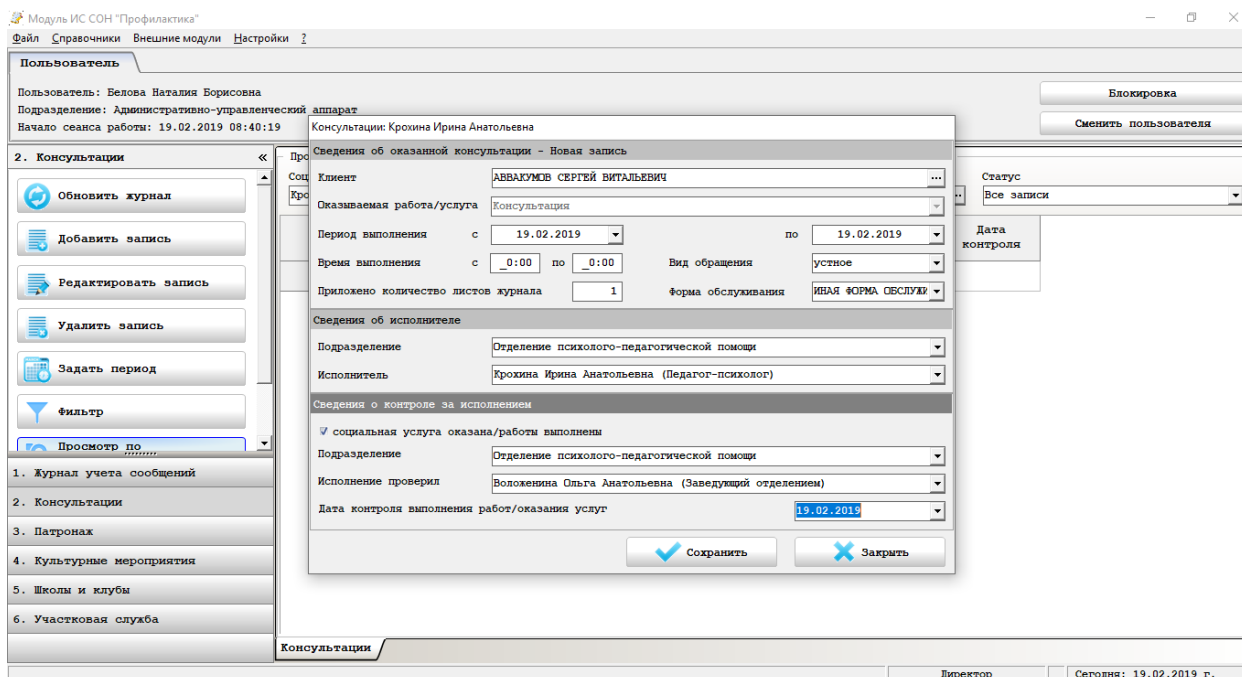 Модуль ИС СОН "Профилактика"
Файл Справочники Внешние модули Настройки ?
Пользователь
Пользователь: Белова Наталия Борисовна
Подразделение: Административно-управленческий аппарат
Начало сеанса работы: 19.02.2019 08:40:19
Блокировка
Сменить пользователя
2. Консультации «
Обновить журнал
Добавить запись
Редактировать запись
Удалить запись
Задать период
Фильтр
Просмотр по
1. Журнал учета сообщений
2. Консультации
3. Патронаж
4. Культурные мероприятия
5. Школы и клубы
6. Участковая служба
Статус
Все записи
Дата
контроля
Консультации: Крохина Ирина Анатольевна
Сведения об оказанной консультации - Новая запись
Клиент АВВАКУМОВ СЕРГЕЙ ВИТАЛЬЕВИЧ ...
Оказываемая работа/услуга Консультация
Период выполнения с 19.02.2019 по 19.02.2019
Время выполнения с _0:00 по _0:00 Вид обращения устное
Приложено количество листов журнала 1 Форма обслуживания ИНАЯ ФОРМА ОБСЛУЖИ
Сведения об исполнителе
Подразделение Отделение психолого-педагогической помощи
Исполнитель Крохина Ирина Анатольевна (Педагог-психолог)
Сведения о контроле за исполнением
социальная услуга оказана/работы выполнены
Подразделение Отделение психолого-педагогической помощи
Исполнение проверил Воложенина Ольга Анатольевна (Заведующий отделением)
Дата контроля выполнения работ/оказания услуг 19.02.2019
Сохранить Закрыть
Консультации
Директор Сегодня: 19.02.2019 г.